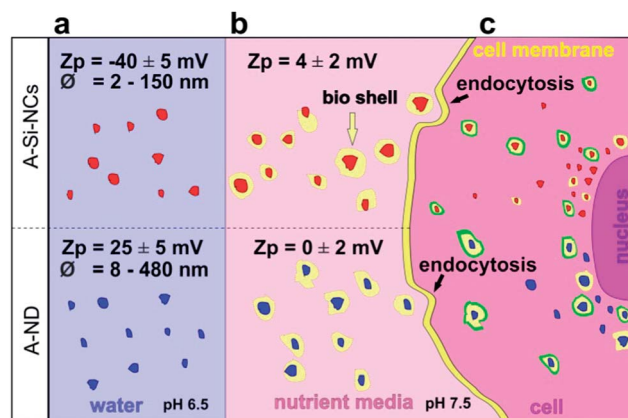 a
b
c
A-Si-NCs
Zp = -40 ± 5 mV
Ø = 2 - 150 nm
Zp = 4 ± 2 mV
bio shell
cell membrane
endocytosis
nucleus
A-ND
Zp = 25 ± 5 mV
Ø = 8 - 480 nm
Zp = 0 ± 2 mV
endocytosis
water
pH 6.5
nutrient media
pH 7.5
cell